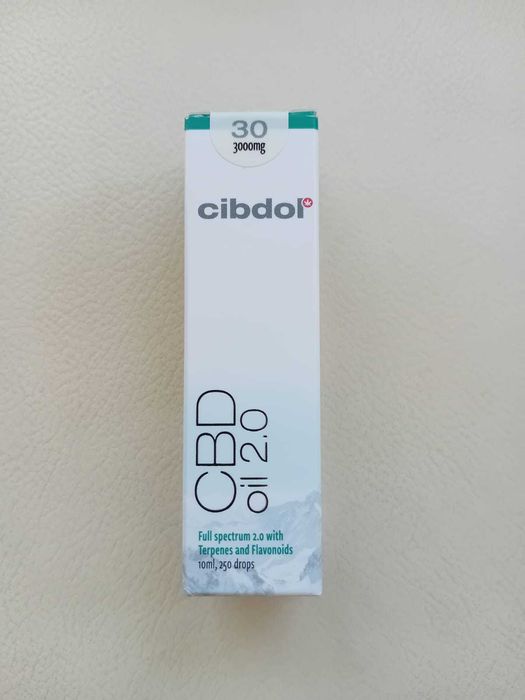 30
3000mg
cibdol
CBD
oil 2.0
Full spectrum 2.0 with
Terpenes and Flavonoids
10ml, 250 drops